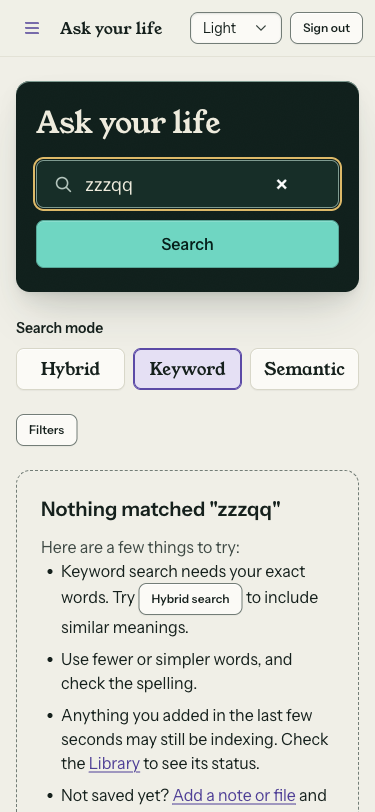 Ask your life
Light
Sign out
Ask your life
zzzqq
Search
Search mode
Hybrid
Keyword
Semantic
Filters
Nothing matched "zzzqq"
Here are a few things to try:
Keyword search needs your exact
words. Try Hybrid search to include
similar meanings.
Use fewer or simpler words, and
check the spelling.
Anything you added in the last few
seconds may still be indexing. Check
the Library to see its status.
Not saved yet? Add a note or file and